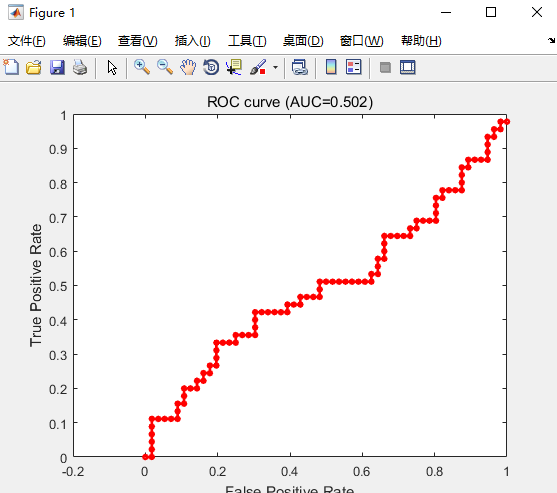 Figure 1
文件(F) 编辑(E) 查看(V) 插入(I) 工具(T) 桌面(D) 窗口(W) 帮助(H)
ROC curve (AUC=0.502)
1
0.9
0.8
0.7
0.6
0.5
0.4
0.3
0.2
0.1
0
True Positive Rate
-0.2 0 0.2 0.4 0.6 0.8 1
False Positive Rate